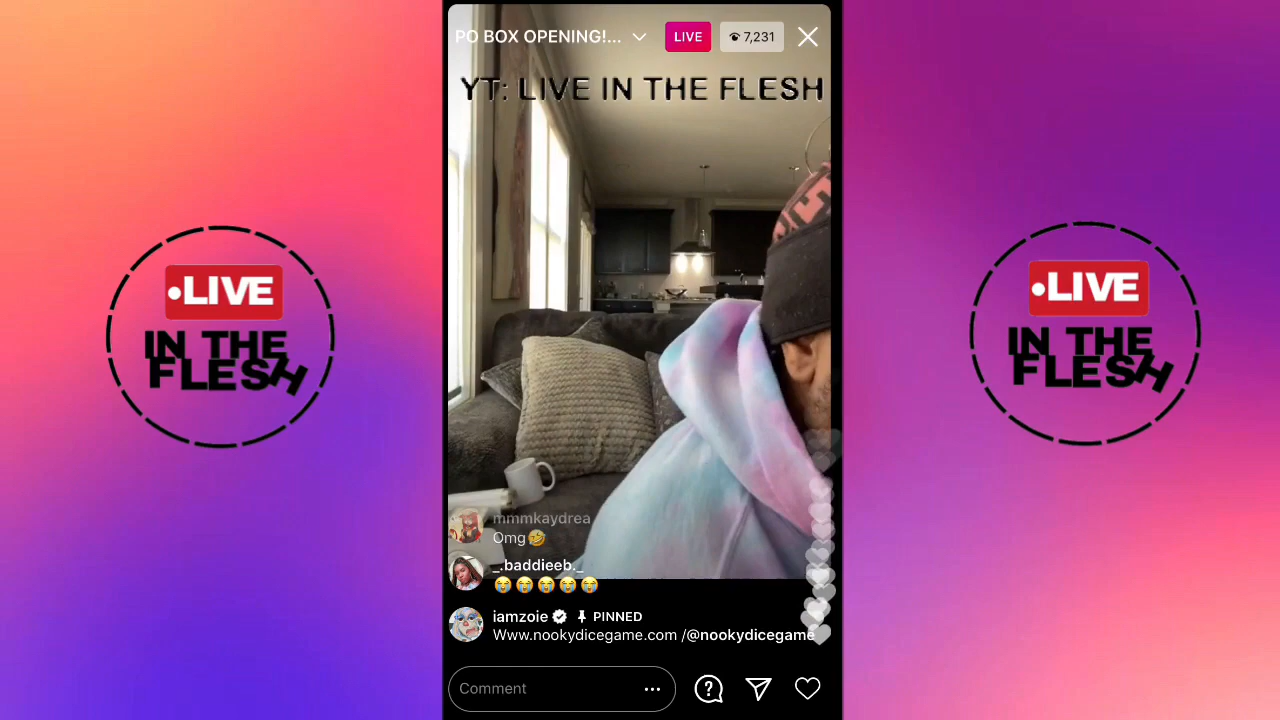 PO BOX OPENING!...
LIVE
7,231
YT: LIVE IN THE FLESH
LIVE
IN THE
FLESH
LIVE
IN THE
FLESH
mmmkaydrea
Omg🤣
_.baddieeb._
😭😭😭😭😭
iamzoie PINNED
Www.nookydicegame.com /@nookydicegame
Comment